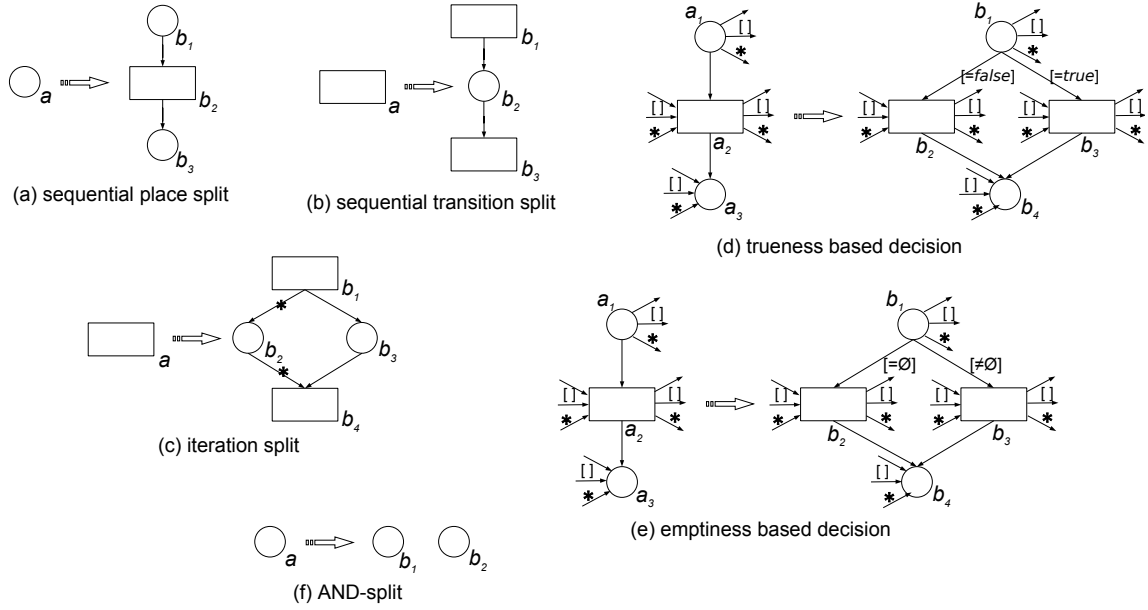 a
b1
b2
b3
(a) sequential place split
a
b1
b2
b3
(b) sequential transition split
a
*
b1
b2
b3
*
b4
(c) iteration split
a1
[ ]
*
[ ]
*
[ ]
*
a2
[ ]
*
a3
b1
[ ]
*
[=false]
[=true]
[ ]
*
[ ]
*
[ ]
*
[ ]
*
b2
b3
[ ]
*
b4
(d) trueness based decision
a1
[ ]
*
[ ]
*
[ ]
*
a2
[ ]
*
a3
b1
[ ]
*
[=Ø]
[≠Ø]
[ ]
*
[ ]
*
[ ]
*
[ ]
*
b2
b3
[ ]
*
b4
(e) emptiness based decision
a
b1
b2
(f) AND-split